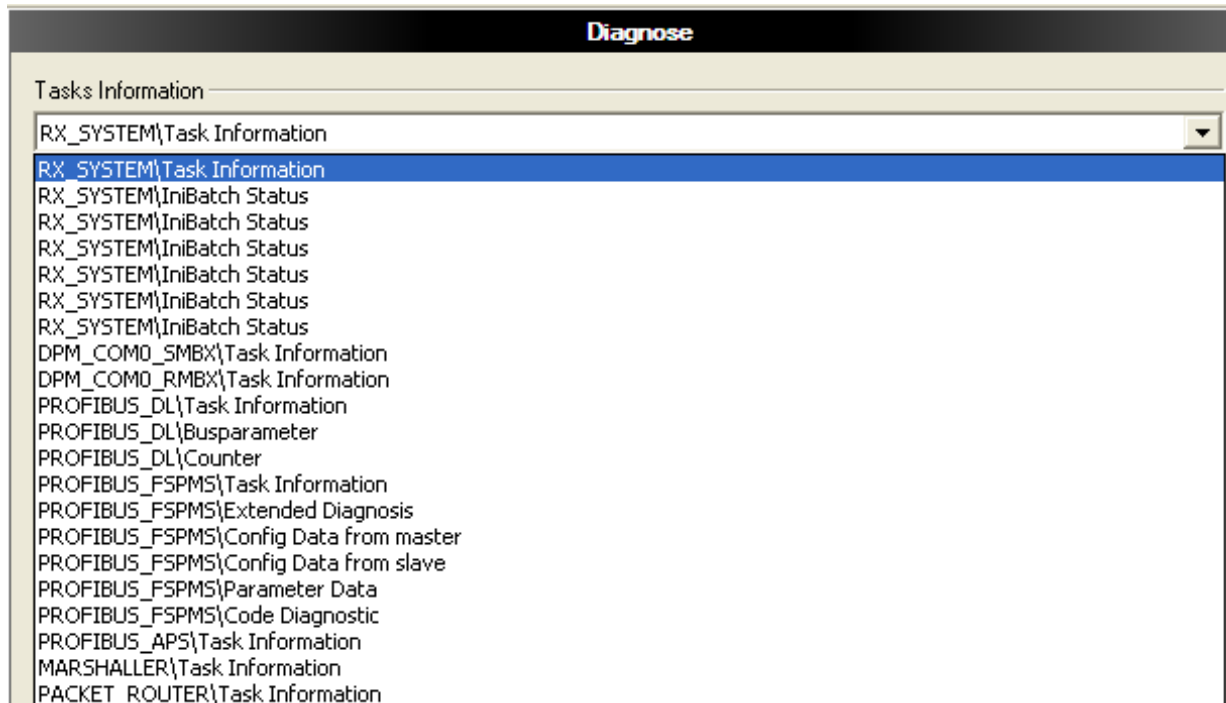 Diagnose
Tasks Information
RX_SYSTEM\Task Information
RX_SYSTEM\Task Information
RX_SYSTEM\IniBatch Status
RX_SYSTEM\IniBatch Status
RX_SYSTEM\IniBatch Status
RX_SYSTEM\IniBatch Status
RX_SYSTEM\IniBatch Status
RX_SYSTEM\IniBatch Status
DPM_COM0_SMBX\Task Information
DPM_COM0_RMBX\Task Information
PROFIBUS_DL\Task Information
PROFIBUS_DL\Busparameter
PROFIBUS_DL\Counter
PROFIBUS_FSPMS\Task Information
PROFIBUS_FSPMS\Extended Diagnosis
PROFIBUS_FSPMS\Config Data from master
PROFIBUS_FSPMS\Config Data from slave
PROFIBUS_FSPMS\Parameter Data
PROFIBUS_FSPMS\Code Diagnostic
PROFIBUS_APS\Task Information
MARSHALLER\Task Information
PACKET_ROUTER\Task Information